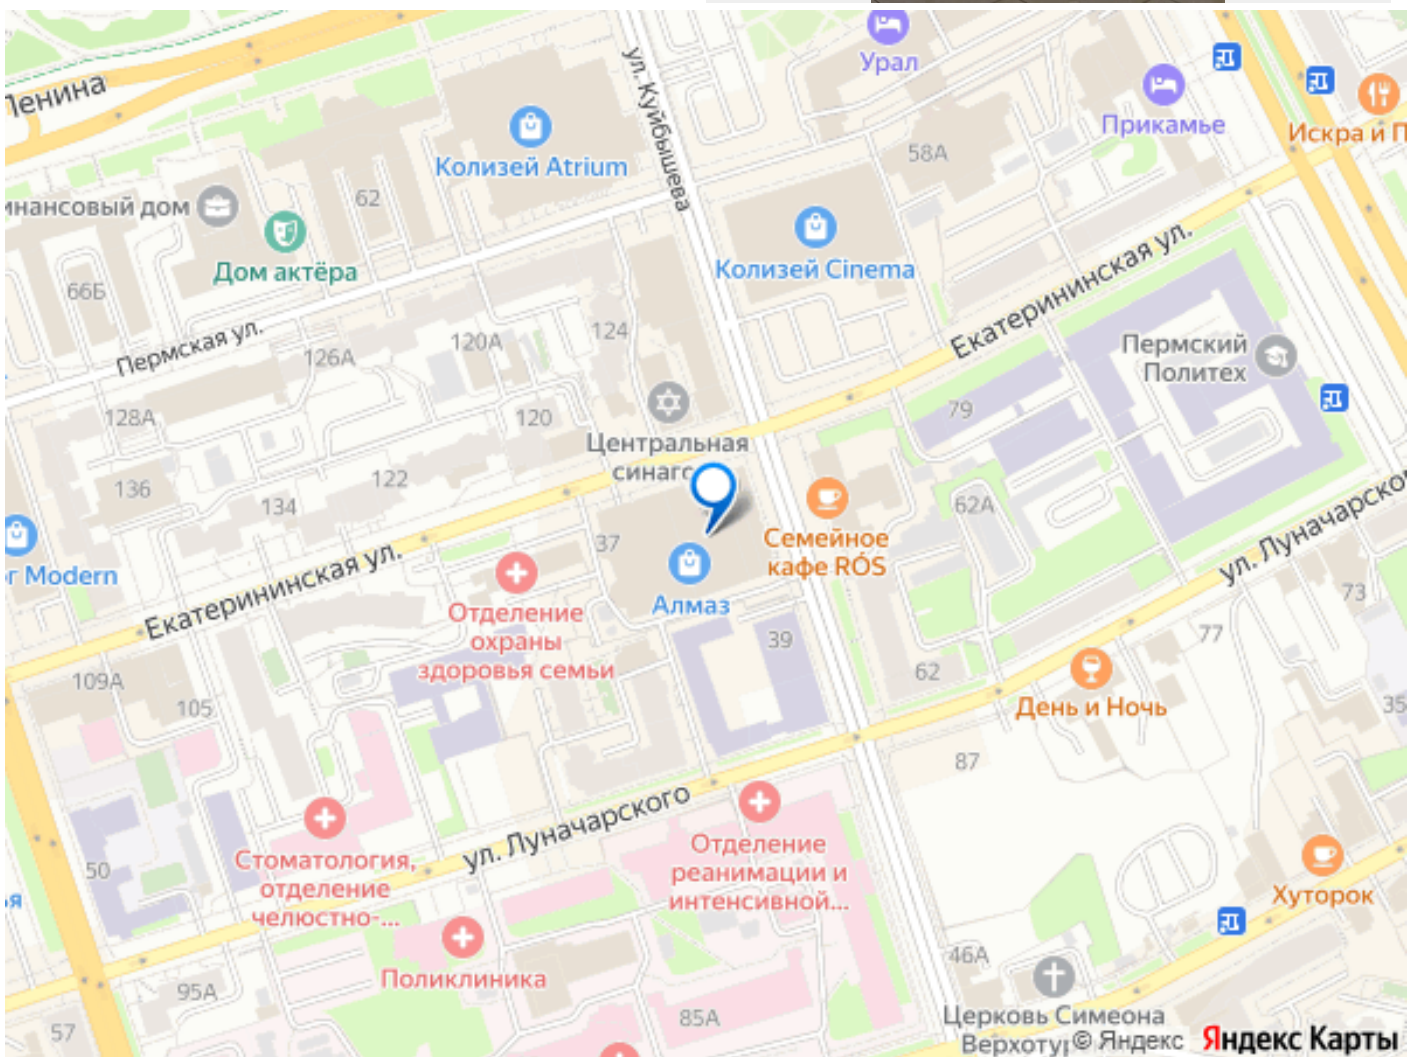 Урал
ул. Куйбышева
Ленина
Прикамье
Искра и П
Колизей Atrium
58А
62
инансовый дом
Дом актёра
Колизей Cinema
Екатерининская ул.
66Б
Пермская ул.
124
120А
126А
Пермский
Политех
79
128А
120
Центральная
синаго
122
136
134
62А
ул. Луначарско
37
Семейное
кафе RÓS
г Modern
Екатерининская ул.
Алмаз
73
Отделение
охраны
здоровья семьи
39
77
109А
105
62
День и Ночь
35
87
ул. Луначарского
Отделение
реанимации и
интенсивной...
Стоматология,
отделение
челюстно-...
50
ья
Хуторок
Поликлиника
46А
95А
85А
57
Церковь Симеона
Верхоту
© Яндекс Яндекс Карты